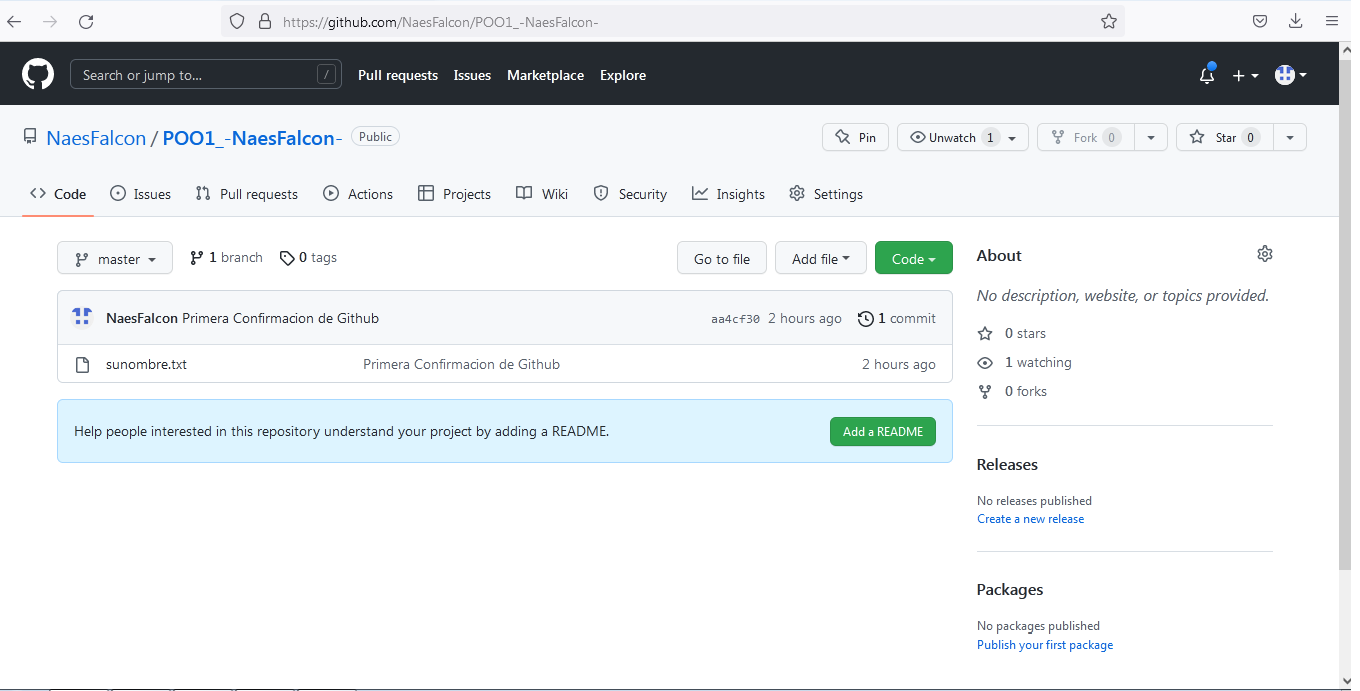 https://github.com/NaesFalcon/POO1_-NaesFalcon-
Search or jump to... /
Pull requests Issues Marketplace Explore
NaesFalcon / POO1_-NaesFalcon- Public
Pin Unwatch 1 Fork 0 Star 0
Code Issues Pull requests Actions Projects Wiki Security Insights Settings
master 1 branch 0 tags Go to file Add file Code
NaesFalcon Primera Confirmacion de Github aa4cf30 2 hours ago 1 commit
sunombre.txt Primera Confirmacion de Github 2 hours ago
Help people interested in this repository understand your project by adding a README. Add a README
About
No description, website, or topics provided.
0 stars
1 watching
0 forks
Releases
No releases published
Create a new release
Packages
No packages published
Publish your first package